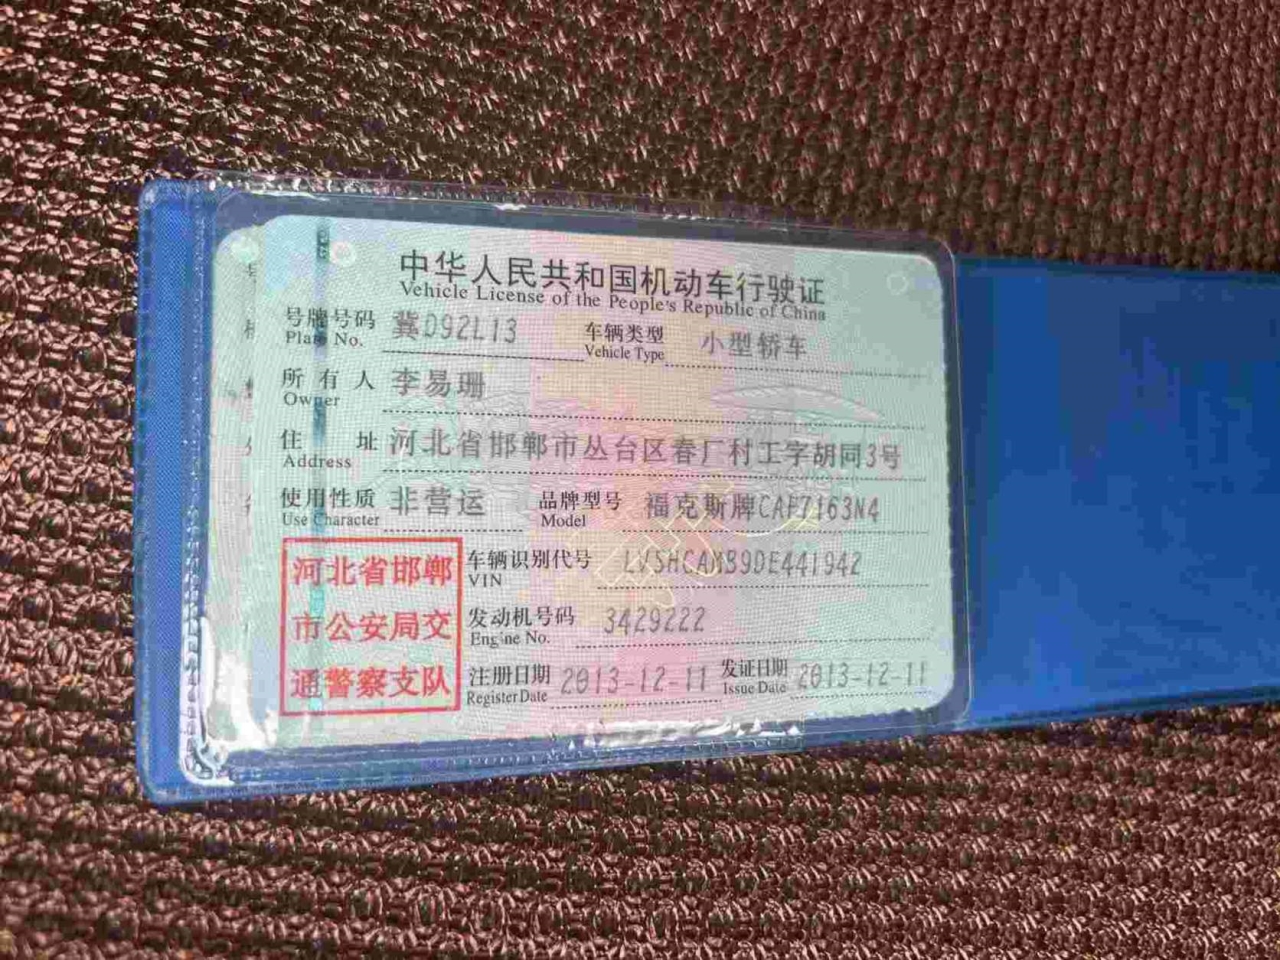 中华人民共和国机动车行驶证
Vehicle License of the People's Republic of China
号牌号码 冀D92L13 车辆类型 小型轿车
Plate No. Vehicle Type
所有人 李易珊
Owner
住址 河北省邯郸市丛台区春厂村工字胡同3号
Address
使用性质 非营运 品牌型号 福克斯牌CAF7163N4
Use Character Model
车辆识别代号 LVSHCAMB9DE441942
VIN
发动机号码 3429222
Engine No.
注册日期 2013-12-11 发证日期 2013-12-11
Register Date Issue Date
河北省邯郸
市公安局交
通警察支队